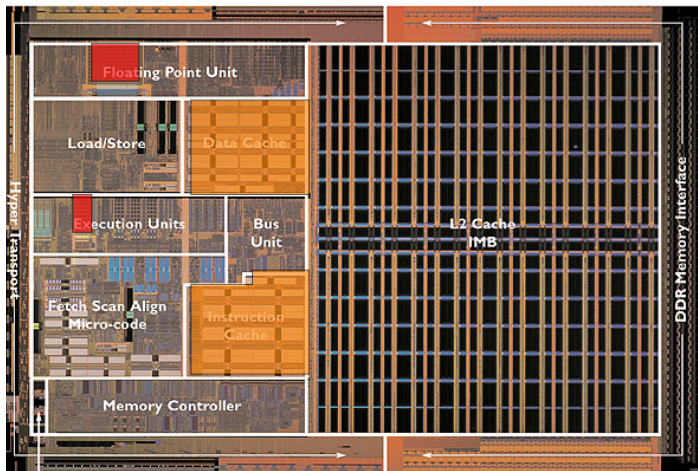 Floating Point Unit
Load/Store
Data Cache
Hyper Transport
Execution Units
Bus
Unit
L2 Cache
IMB
DDR Memory Interface
Fetch Scan Align
Micro-code
Instruction
Cache
Memory Controller